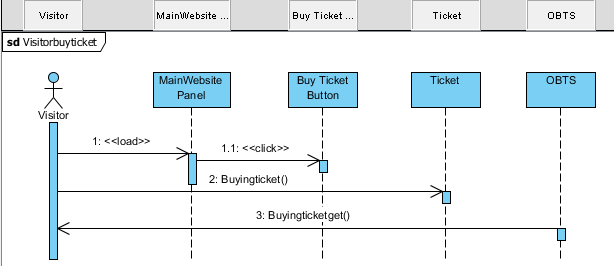 Visitor
MainWebsite ...
Buy Ticket ...
Ticket
OBTS
sd Visitorbuyticket
MainWebsite
Panel
Buy Ticket
Button
Ticket
OBTS
Visitor
1: <<load>>
1.1: <<click>>
2: Buyingticket()
3: Buyingticketget()